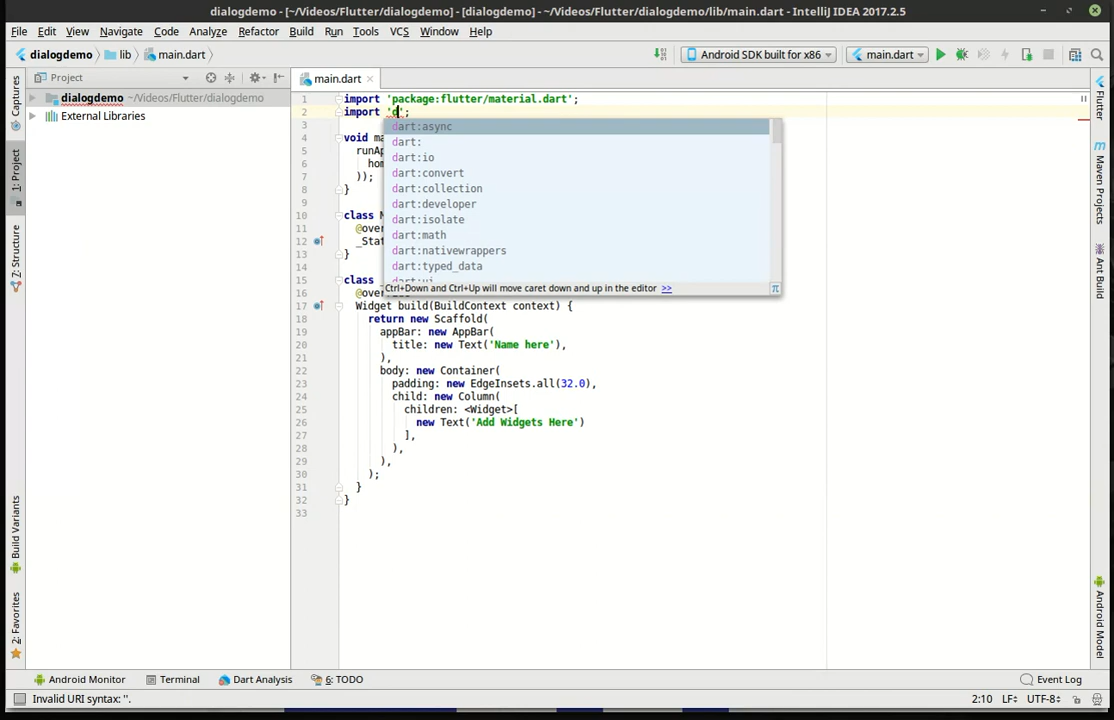 dialogdemo - [~/Videos/Flutter/dialogdemo] - [dialogdemo] - ~/Videos/Flutter/dialogdemo/lib/main.dart - IntelliJ IDEA 2017.2.5
File Edit View Navigate Code Analyze Refactor Build Run Tools VCS Window Help
dialogdemo lib main.dart Android SDK built for x86 main.dart
Project main.dart
dialogdemo ~/Videos/Flutter/dialogdemo
External Libraries
Captures
1: Project
7: Structure
Build Variants
2: Favorites
1 import 'package:flutter/material.dart';
2 import 'd';
3
4 void ma
5 runAp
6 hom
7 ));
8 }
9
10 class M
11 @over
12 _Stat
13 }
14
15 class
16 @over
17 Widget build(BuildContext context) {
18 return new Scaffold(
19 appBar: new AppBar(
20 title: new Text('Name here'),
21 ),
22 body: new Container(
23 padding: new EdgeInsets.all(32.0),
24 child: new Column(
25 children: <Widget>[
26 new Text('Add Widgets Here')
27 ],
28 ),
29 ),
30 );
31 }
32 }
33
dart:async
dart:
dart:io
dart:convert
dart:collection
dart:developer
dart:isolate
dart:math
dart:nativewrappers
dart:typed_data
dart:ui
Ctrl+Down and Ctrl+Up will move caret down and up in the editor >> π
Flutter
Maven Projects
Ant Build
Android Model
Android Monitor Terminal Dart Analysis 6: TODO Event Log
Invalid URI syntax: ''. 2:10 LF÷ UTF-8÷